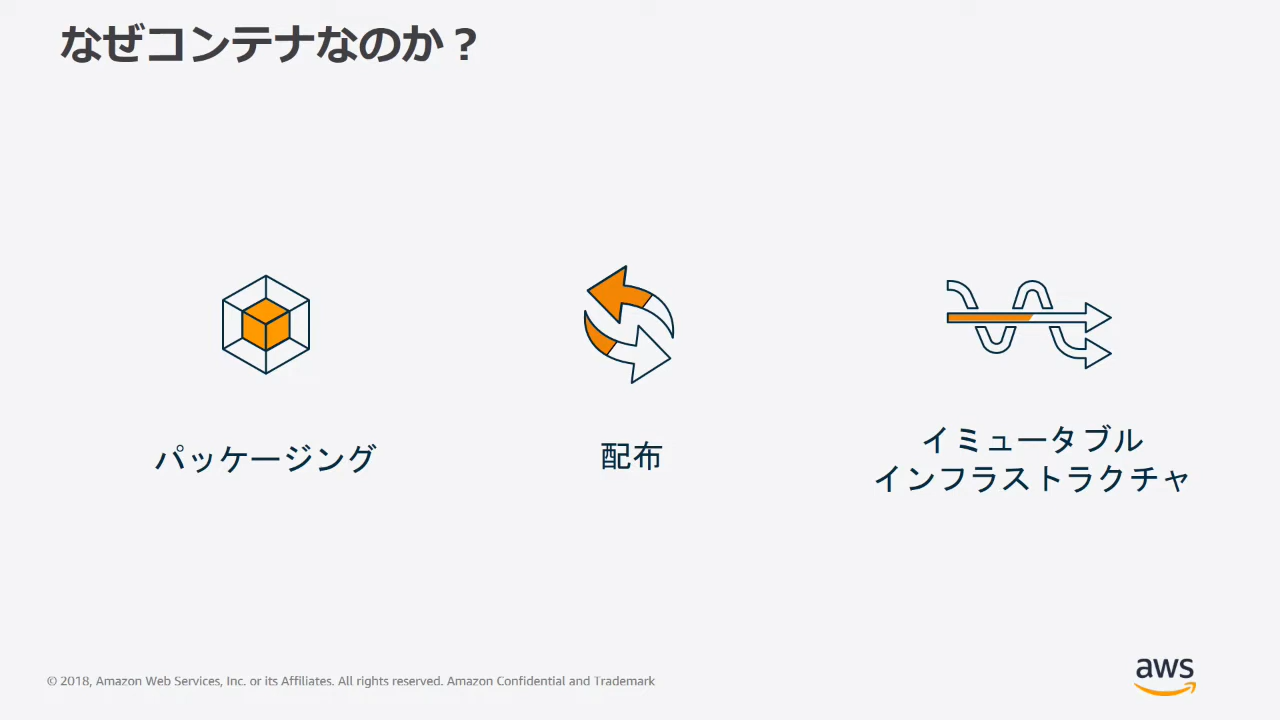 なぜコンテナなのか？
パッケージング
配布
イミュータブル
インフラストラクチャ
© 2018, Amazon Web Services, Inc. or its Affiliates. All rights reserved. Amazon Confidential and Trademark
aws